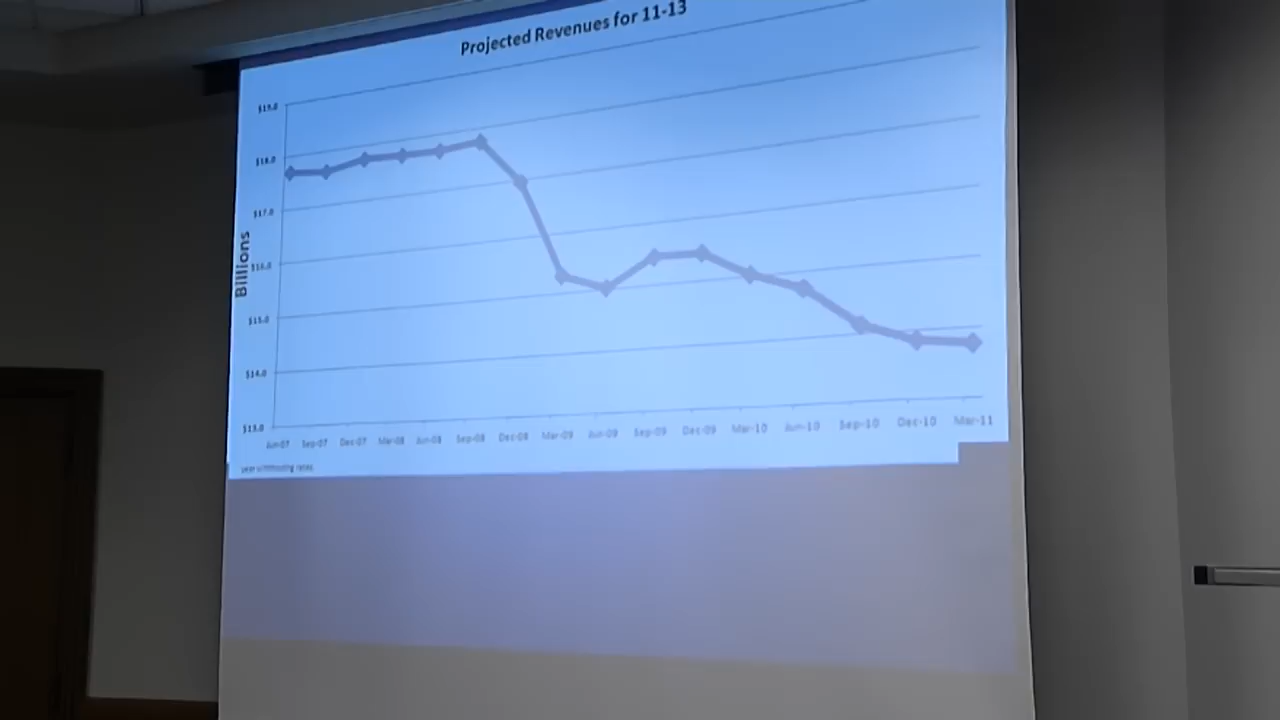 Projected Revenues for 11-13
$19.0
$18.0
$17.0
$16.0
$15.0
$14.0
$13.0
Billions
Jun-07 Sep-07 Dec-07 Mar-08 Jun-08 Sep-08 Dec-08 Mar-09 Jun-09 Sep-09 Dec-09 Mar-10 Jun-10 Sep-10 Dec-10 Mar-11